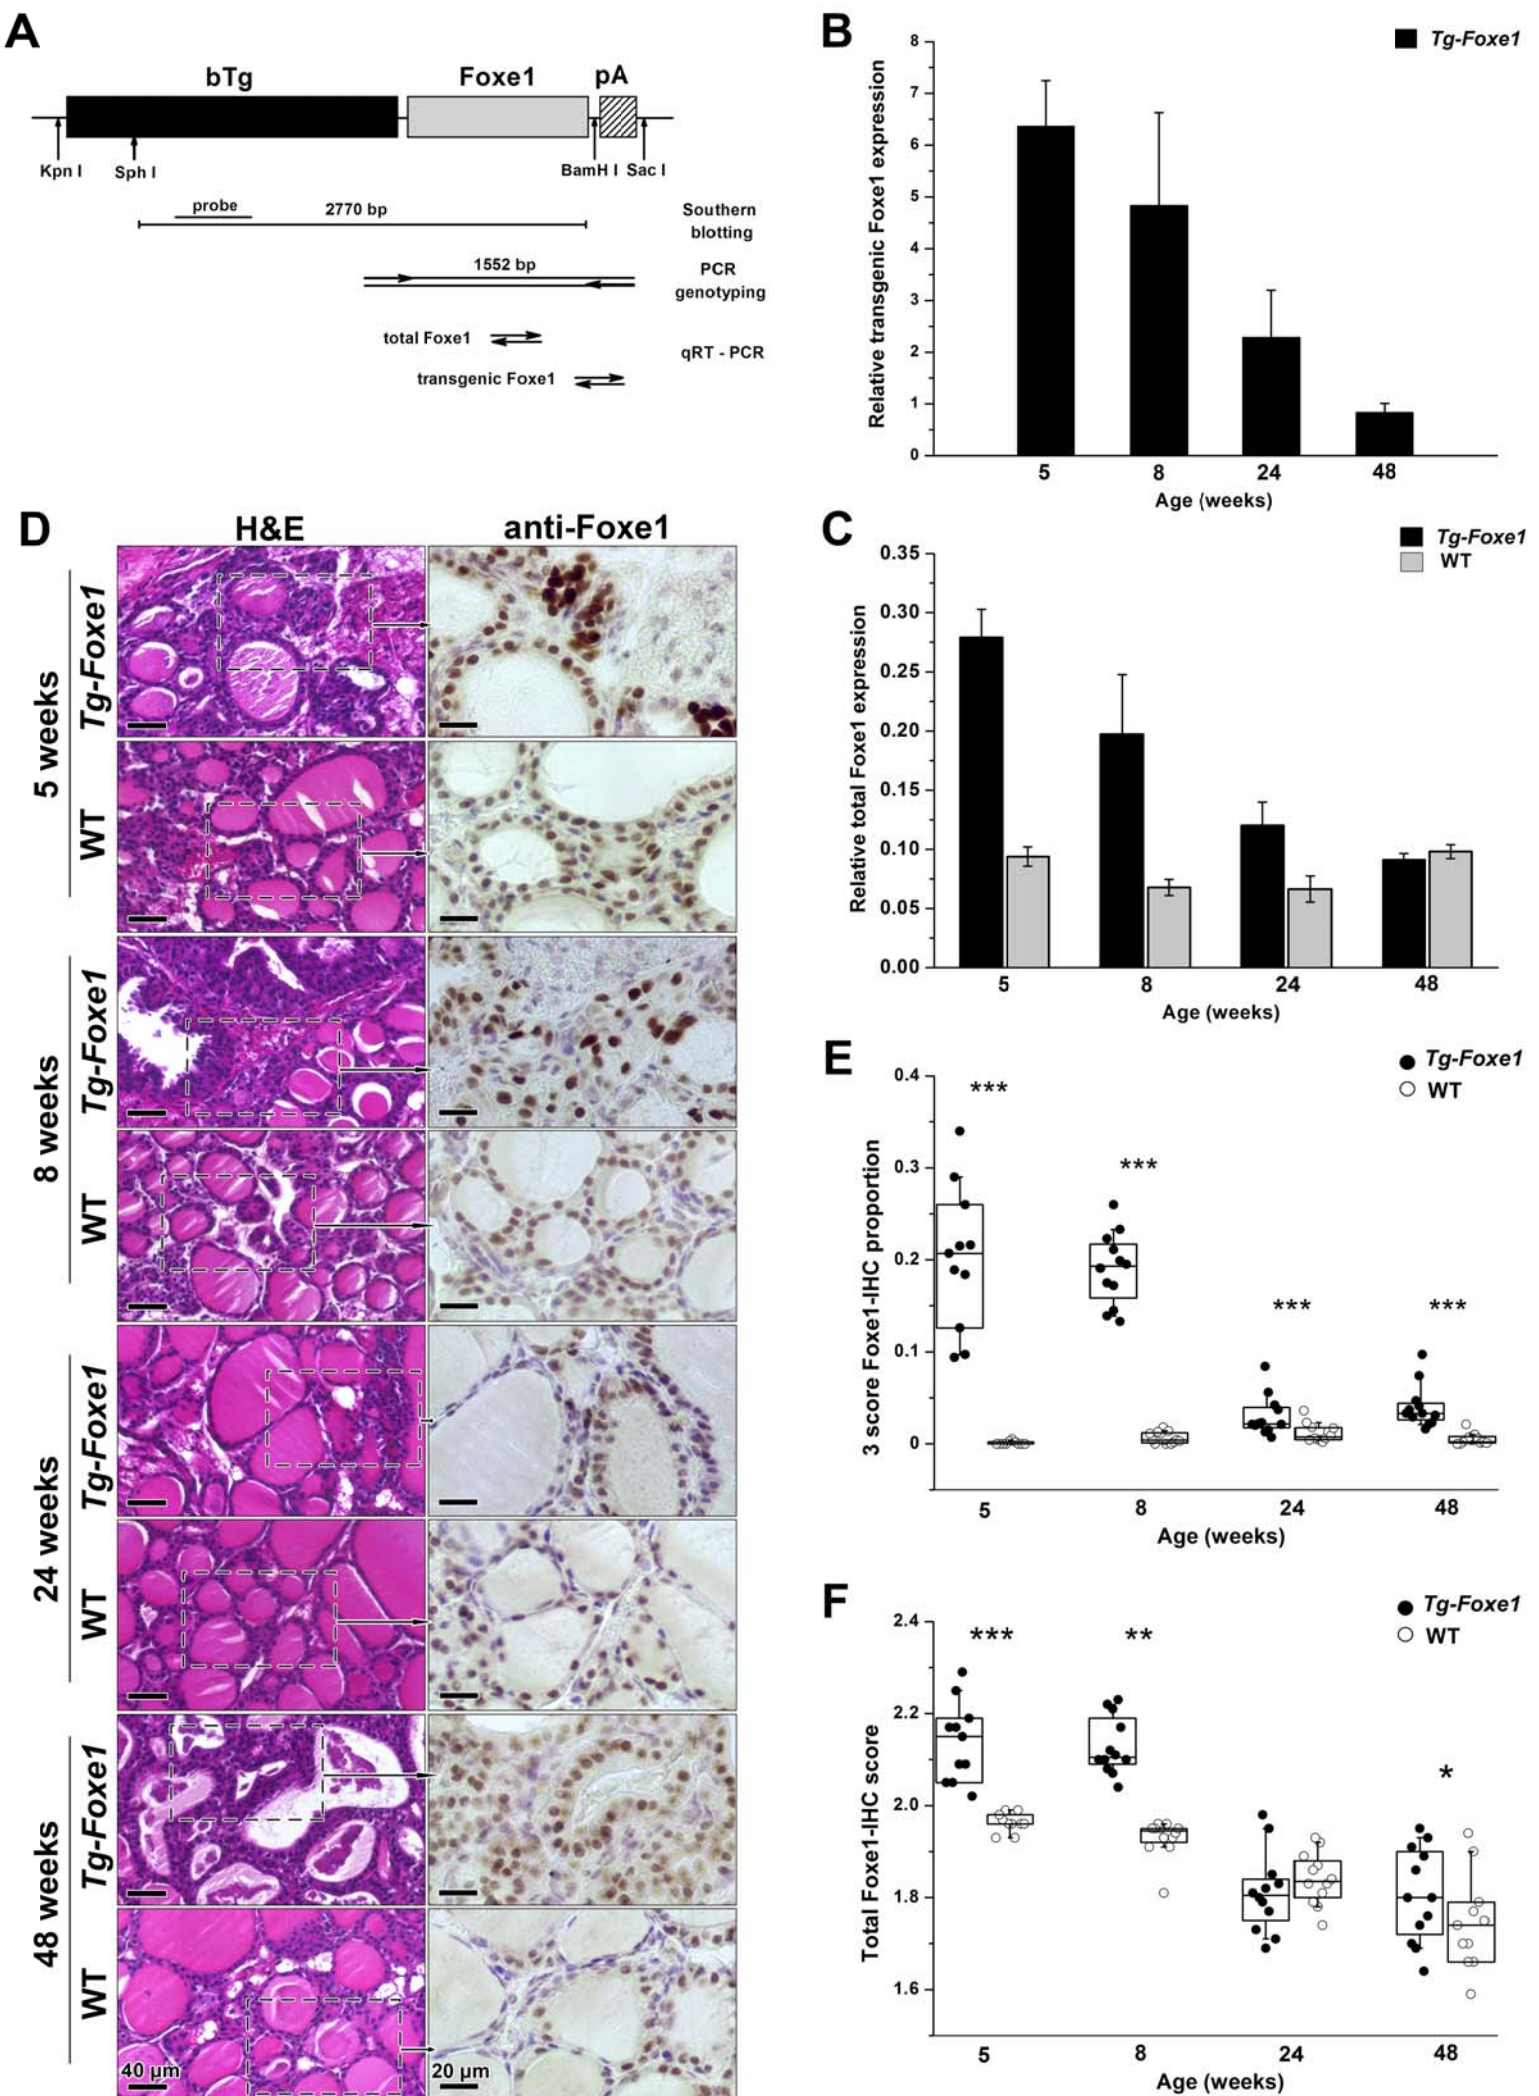 A
bTg
Foxe1
pA
Kpn I
Sph I
BamH I
Sac I
probe
2770 bp
Southern
blotting
1552 bp
PCR
genotyping
total Foxe1
qRT - PCR
transgenic Foxe1
B
Tg-Foxe1
Relative transgenic Foxe1 expression
8
7
6
5
4
3
2
1
0
5
8
24
48
Age (weeks)
C
Tg-Foxe1
WT
Relative total Foxe1 expression
0.35
0.30
0.25
0.20
0.15
0.10
0.05
0.00
5
8
24
48
Age (weeks)
D
H&E
anti-Foxe1
5 weeks
Tg-Foxe1
WT
8 weeks
Tg-Foxe1
WT
24 weeks
Tg-Foxe1
WT
48 weeks
Tg-Foxe1
WT
40 µm
20 µm
E
Tg-Foxe1
WT
3 score Foxe1-IHC proportion
0.4
0.3
0.2
0.1
0
***
***
***
***
5
8
24
48
Age (weeks)
F
Tg-Foxe1
WT
Total Foxe1-IHC score
2.4
2.2
2.0
1.8
1.6
***
**
*
5
8
24
48
Age (weeks)